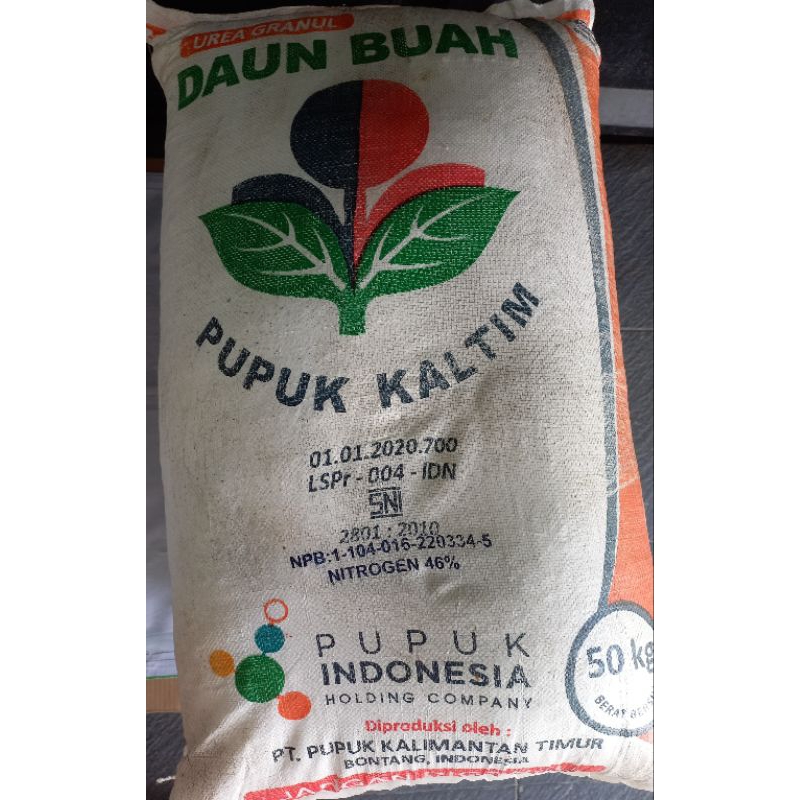 UREA GRANUL
DAUN BUAH
PUPUK KALTIM
01.01.2020.700
LSPr - 004 - IDN
SNI
2801 : 2010
NPB:1-104-016-220334-5
NITROGEN 46%
PUPUK
INDONESIA
HOLDING COMPANY
50 kg
BERAT
Diproduksi oleh :
PT. PUPUK KALIMANTAN TIMUR
BONTANG, INDONESIA